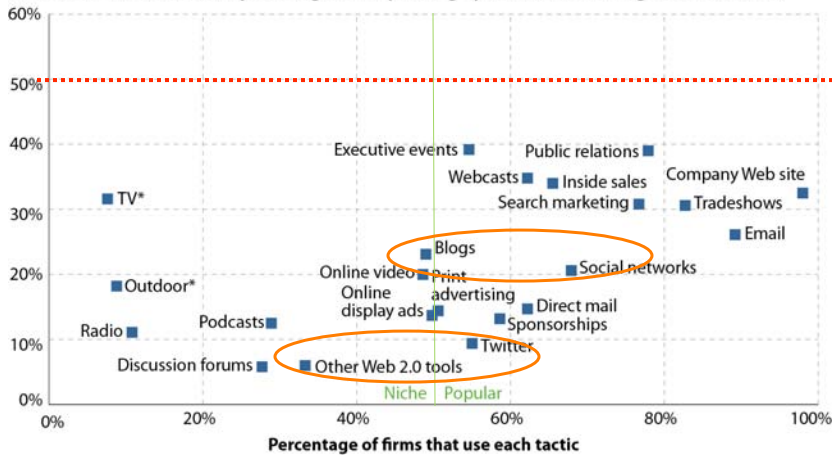 60%
50%
40%
30%
20%
10%
0%
Executive events
Public relations
Webcasts
Inside sales
Company Web site
TV*
Search marketing
Tradeshows
Email
Blogs
Online video
Social networks
Print
advertising
Outdoor*
Online
display ads
Direct mail
Sponsorships
Podcasts
Radio
Twitter
Discussion forums
Other Web 2.0 tools
Niche
Popular
0%
20%
40%
60%
80%
100%
Percentage of firms that use each tactic